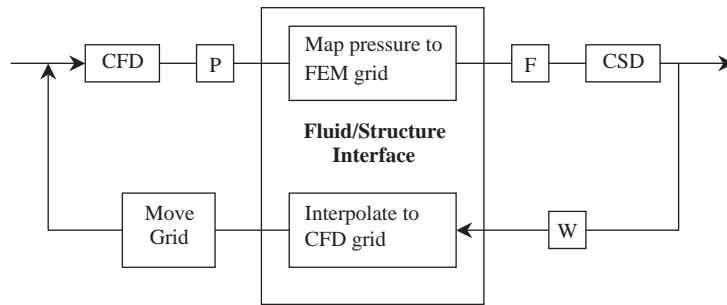 CFD
P
Map pressure to
FEM grid
F
CSD
Fluid/Structure
Interface
Move
Grid
Interpolate to
CFD grid
W